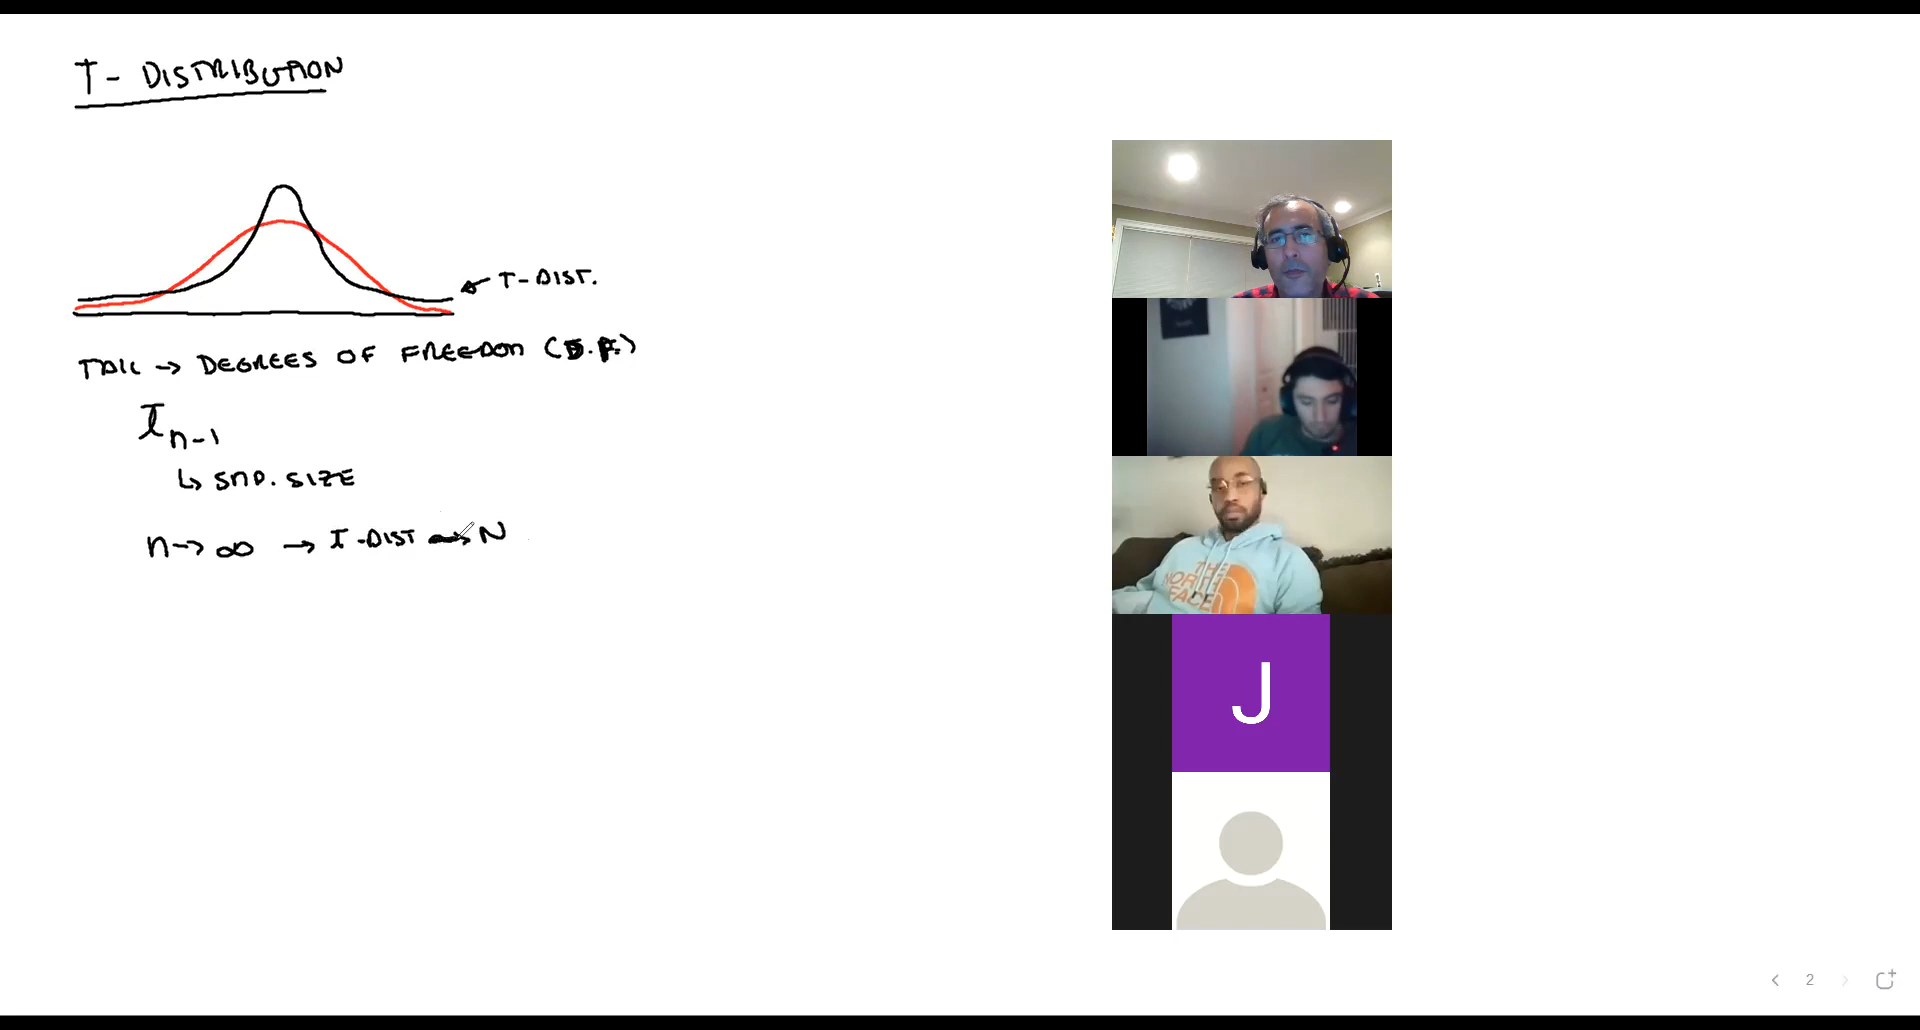 T - DISTRIBUTION
T-DIST.
TAIL → DEGREES OF FREEDOM (D.F.)
t n-1
↳ SMP. SIZE
n → ∞ → T-DIST → N
THE
NORTH
FACE
J
2